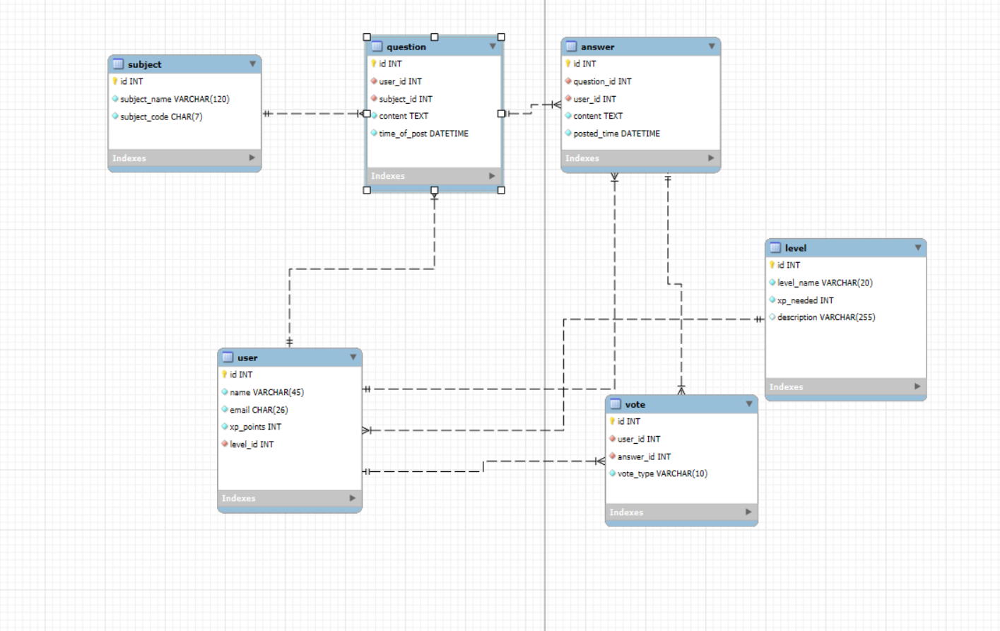 subject
id INT
subject_name VARCHAR(120)
subject_code CHAR(7)
Indexes
question
id INT
user_id INT
subject_id INT
content TEXT
time_of_post DATETIME
Indexes
answer
id INT
question_id INT
user_id INT
content TEXT
posted_time DATETIME
Indexes
level
id INT
level_name VARCHAR(20)
xp_needed INT
description VARCHAR(255)
Indexes
user
id INT
name VARCHAR(45)
email CHAR(26)
xp_points INT
level_id INT
Indexes
vote
id INT
user_id INT
answer_id INT
vote_type VARCHAR(10)
Indexes